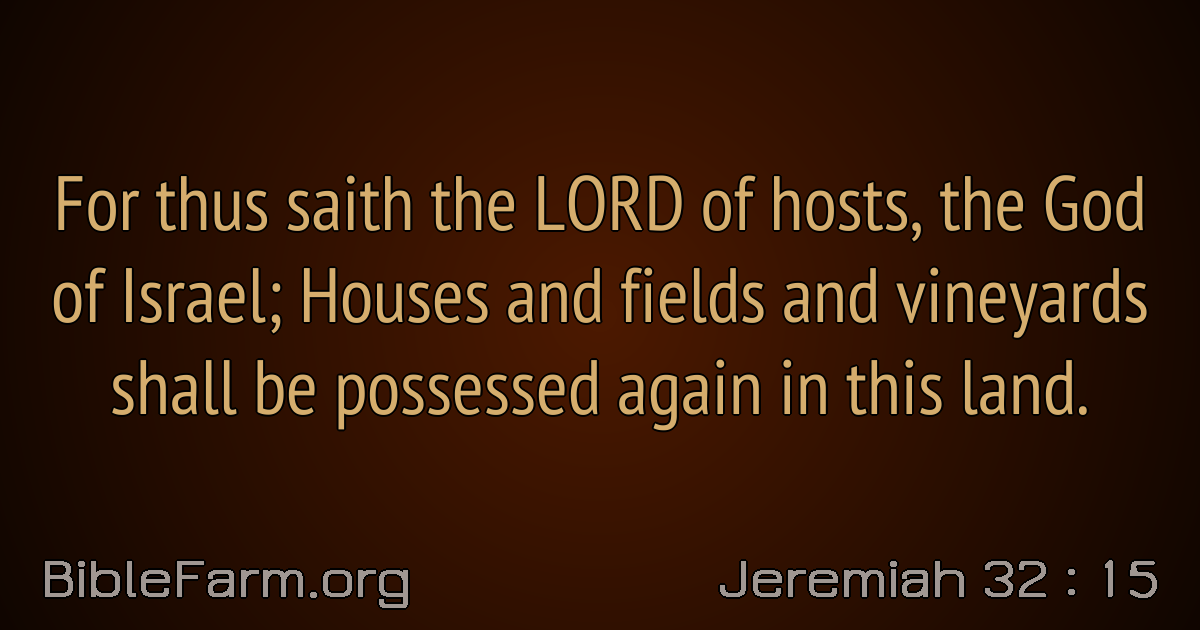 For thus saith the LORD of hosts, the God
of Israel; Houses and fields and vineyards
shall be possessed again in this land.
BibleFarm.org
Jeremiah 32 : 15